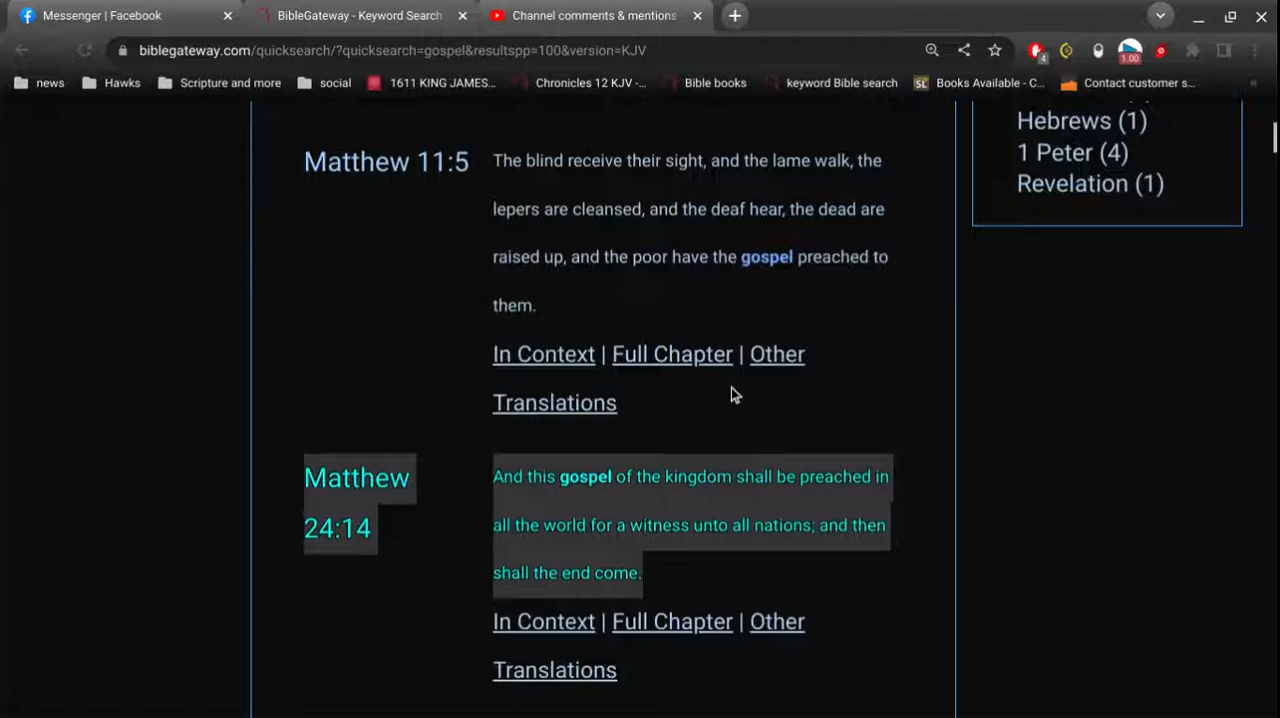 Messenger | Facebook
BibleGateway - Keyword Search
Channel comments & mentions
biblegateway.com/quicksearch/?quicksearch=gospel&resultspp=100&version=KJV
4
1.00
news
Hawks
Scripture and more
social
1611 KING JAMES...
Chronicles 12 KJV -...
Bible books
keyword Bible search
SL Books Available - C...
Contact customer s...
»
Hebrews (1)
1 Peter (4)
Revelation (1)
Matthew 11:5
The blind receive their sight, and the lame walk, the
lepers are cleansed, and the deaf hear, the dead are
raised up, and the poor have the gospel preached to
them.
In Context | Full Chapter | Other
Translations
Matthew
24:14
And this gospel of the kingdom shall be preached in
all the world for a witness unto all nations; and then
shall the end come.
In Context | Full Chapter | Other
Translations